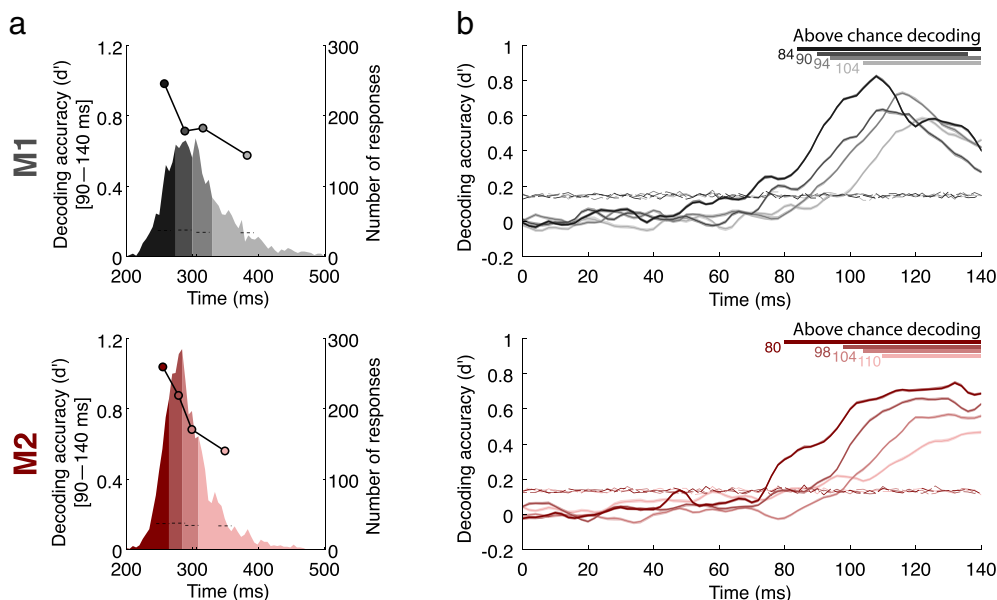 a
M1
Decoding accuracy (d')
[90—140 ms]
1.2
0.8
0.4
0
300
200
100
0
Number of responses
200 300 400 500
Time (ms)
b
Above chance decoding
84 90 94 104
Decoding accuracy (d')
1
0.8
0.6
0.4
0.2
0
-0.2
0 20 40 60 80 100 120 140
Time (ms)
M2
Decoding accuracy (d')
[90—140 ms]
1.2
0.8
0.4
0
300
200
100
0
Number of responses
200 300 400 500
Time (ms)
Above chance decoding
80 98 104 110
Decoding accuracy (d')
1
0.8
0.6
0.4
0.2
0
-0.2
0 20 40 60 80 100 120 140
Time (ms)